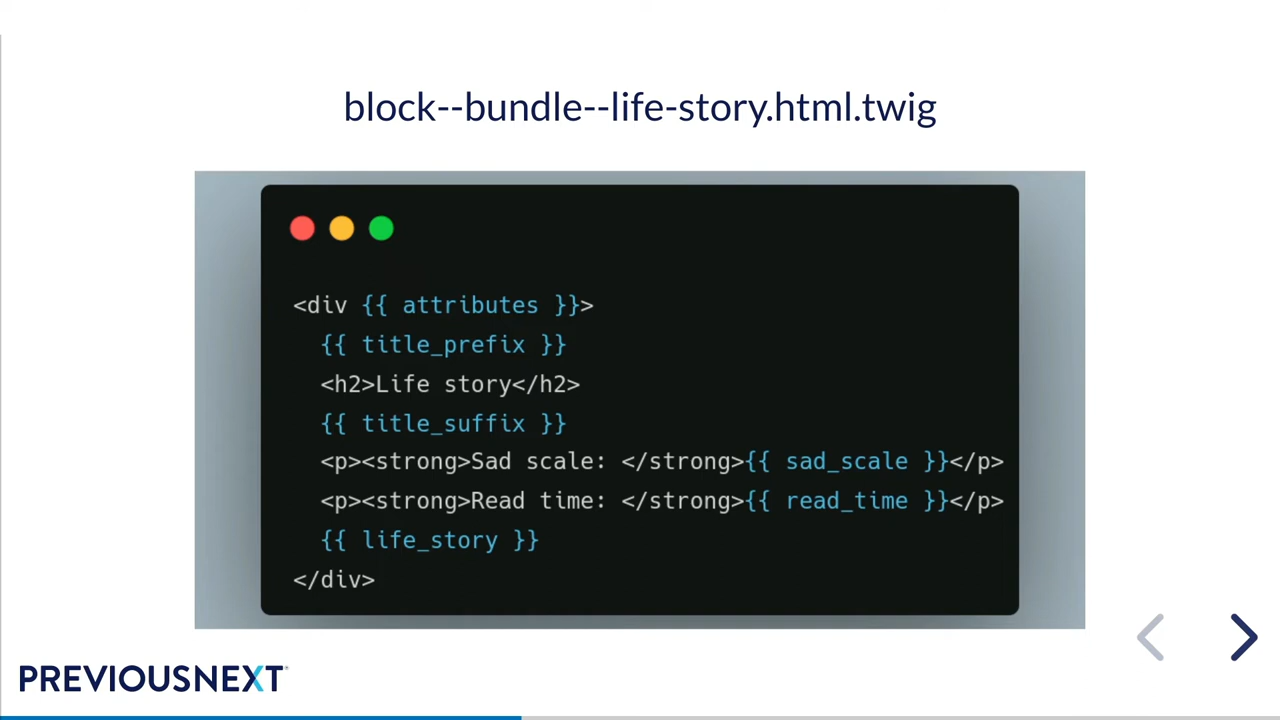 block--bundle--life-story.html.twig
<div {{ attributes }}>
  {{ title_prefix }}
  <h2>Life story</h2>
  {{ title_suffix }}
  <p><strong>Sad scale: </strong>{{ sad_scale }}</p>
  <p><strong>Read time: </strong>{{ read_time }}</p>
  {{ life_story }}
</div>
PREVIOUSNEXT